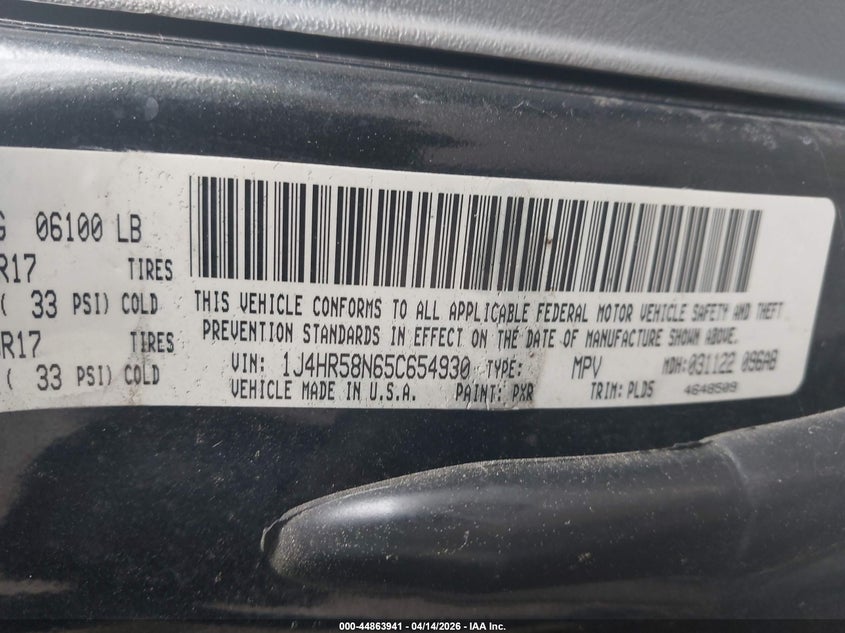 G 06100 LB
R17 TIRES
( 33 PSI) COLD
R17 TIRES
( 33 PSI) COLD
THIS VEHICLE CONFORMS TO ALL APPLICABLE FEDERAL MOTOR VEHICLE SAFETY AND THEFT
PREVENTION STANDARDS IN EFFECT ON THE DATE OF MANUFACTURE SHOWN ABOVE.
VIN: 1J4HR58N65C654930 TYPE: MPV MDH: 031122 096AB
VEHICLE MADE IN U.S.A. PAINT: PXR TRIM: PLD5 4648509
000-44863941 | 04/14/2026 - IAA Inc.